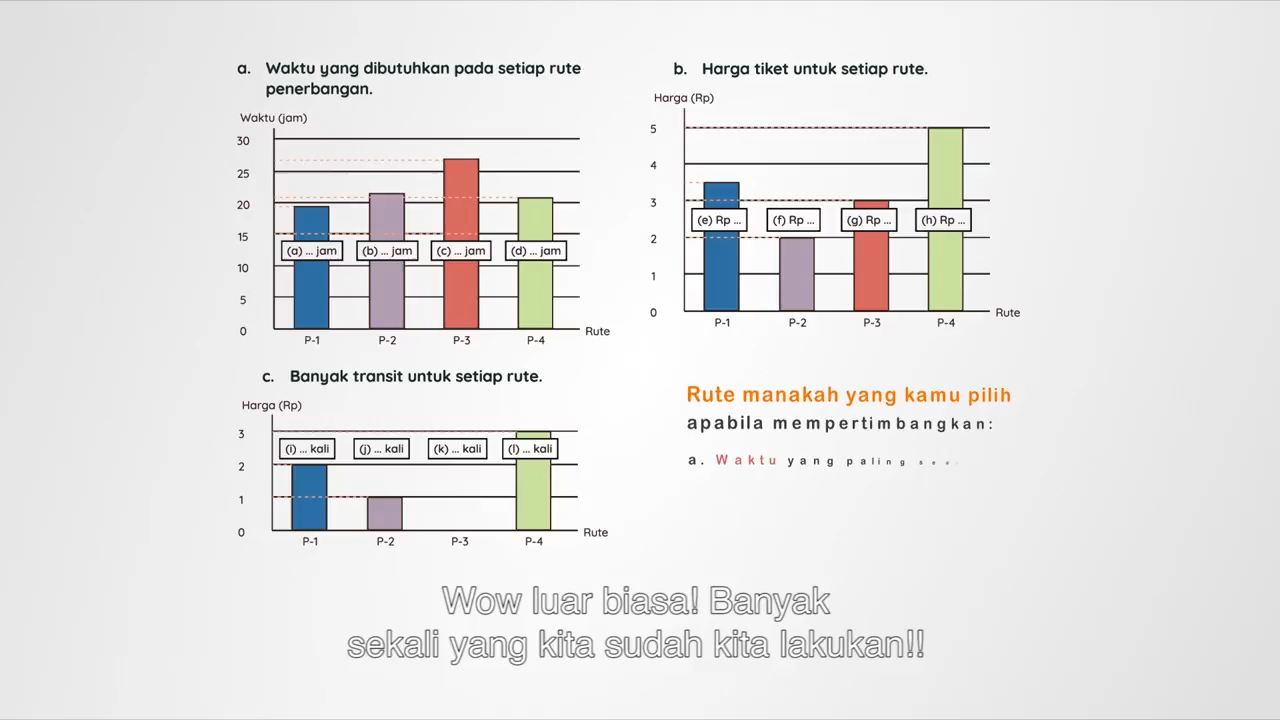 a. Waktu yang dibutuhkan pada setiap rute
penerbangan.
Waktu (jam)
30
25
20
15
10
5
0
(a) ... jam (b) ... jam (c) ... jam (d) ... jam
P-1 P-2 P-3 P-4
Rute
b. Harga tiket untuk setiap rute.
Harga (Rp)
5
4
3
2
1
0
(e) Rp ... (f) Rp ... (g) Rp ... (h) Rp ...
P-1 P-2 P-3 P-4
Rute
c. Banyak transit untuk setiap rute.
Harga (Rp)
3
2
1
0
(i) ... kali (j) ... kali (k) ... kali (l) ... kali
P-1 P-2 P-3 P-4
Rute
Rute manakah yang kamu pilih
apabila mempertimbangkan:
a. Waktu yang paling
Wow luar biasa! Banyak
sekali yang kita sudah kita lakukan!!